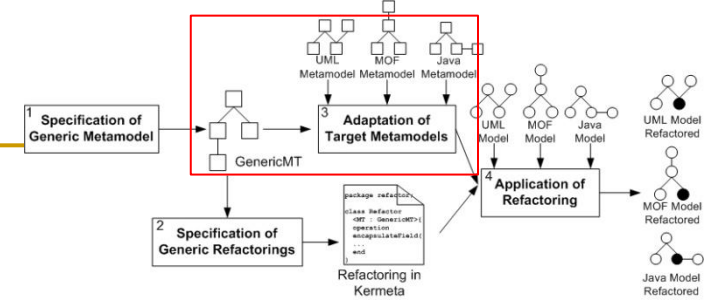 UML
Metamodel
MOF
Metamodel
Java
Metamodel
1
Specification of
Generic Metamodel
GenericMT
3
Adaptation of
Target Metamodels
UML
Model
MOF
Model
Java
Model
UML Model
Refactored
2
Specification of
Generic Refactorings
package refactor;
class Refactor
<MT : GenericMT>{
operation
encapsulateField(
...
end
}
Refactoring in
Kermeta
4
Application of
Refactoring
MOF Model
Refactored
Java Model
Refactored